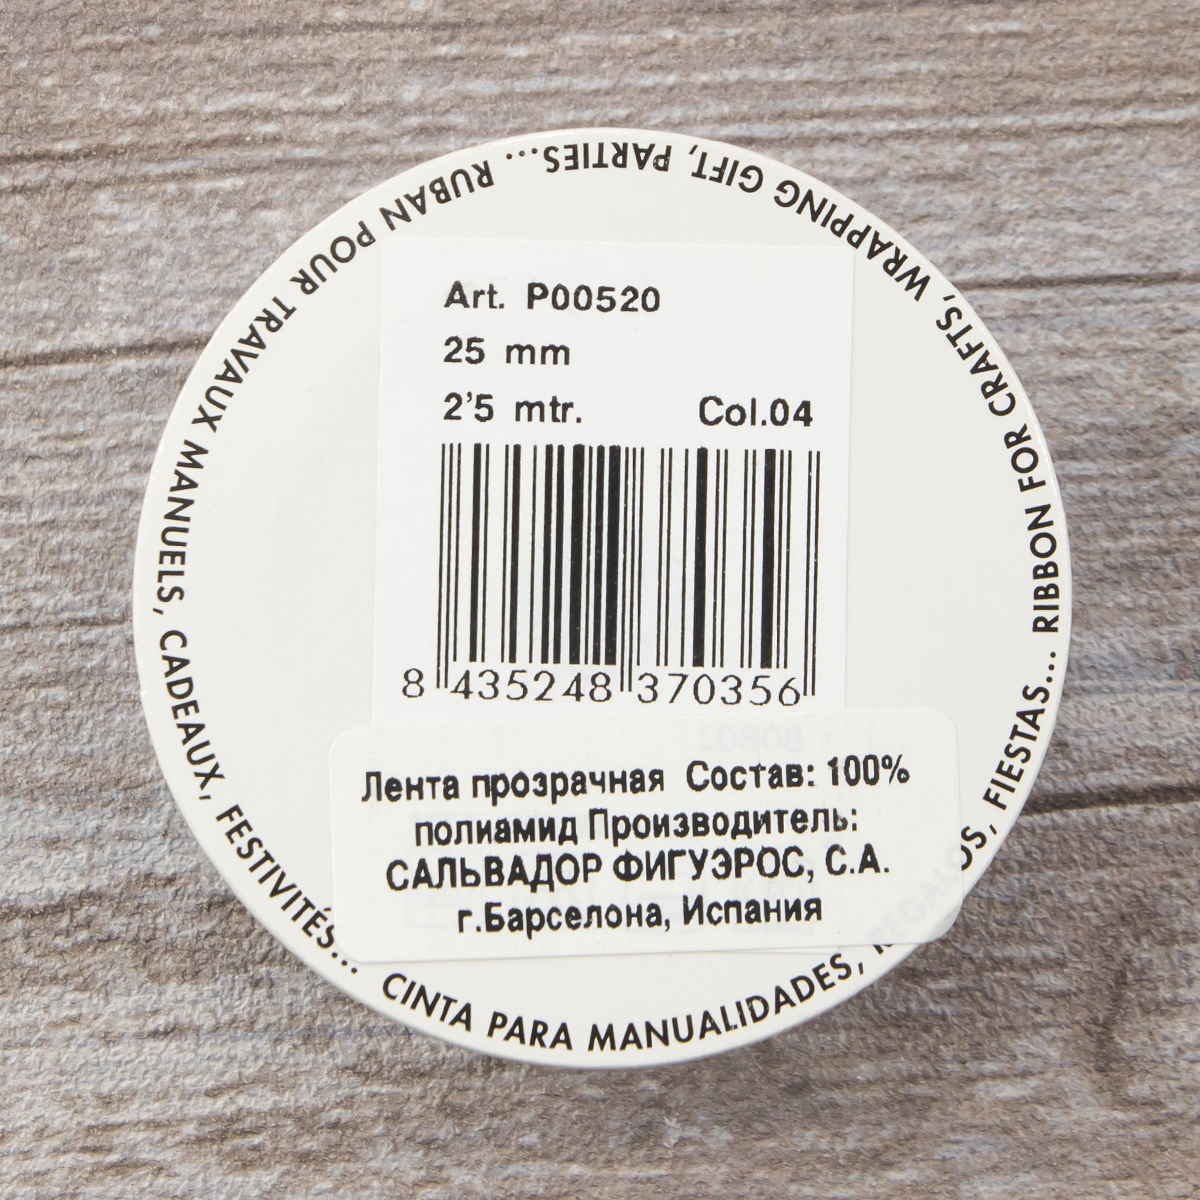 RUBAN POUR TRAVAUX MANUELS, CADEAUX, FESTIVITÉS...
CINTA PARA MANUALIDADES, REGALOS, FIESTAS...
RIBBON FOR CRAFTS, WRAPPING GIFT, PARTIES...
Art. P00520
25 mm
2'5 mtr. Col.04
8 435248 370356
Лента прозрачная Состав: 100%
полиамид Производитель:
САЛЬВАДОР ФИГУЭРОС, С.А.
г.Барселона, Испания